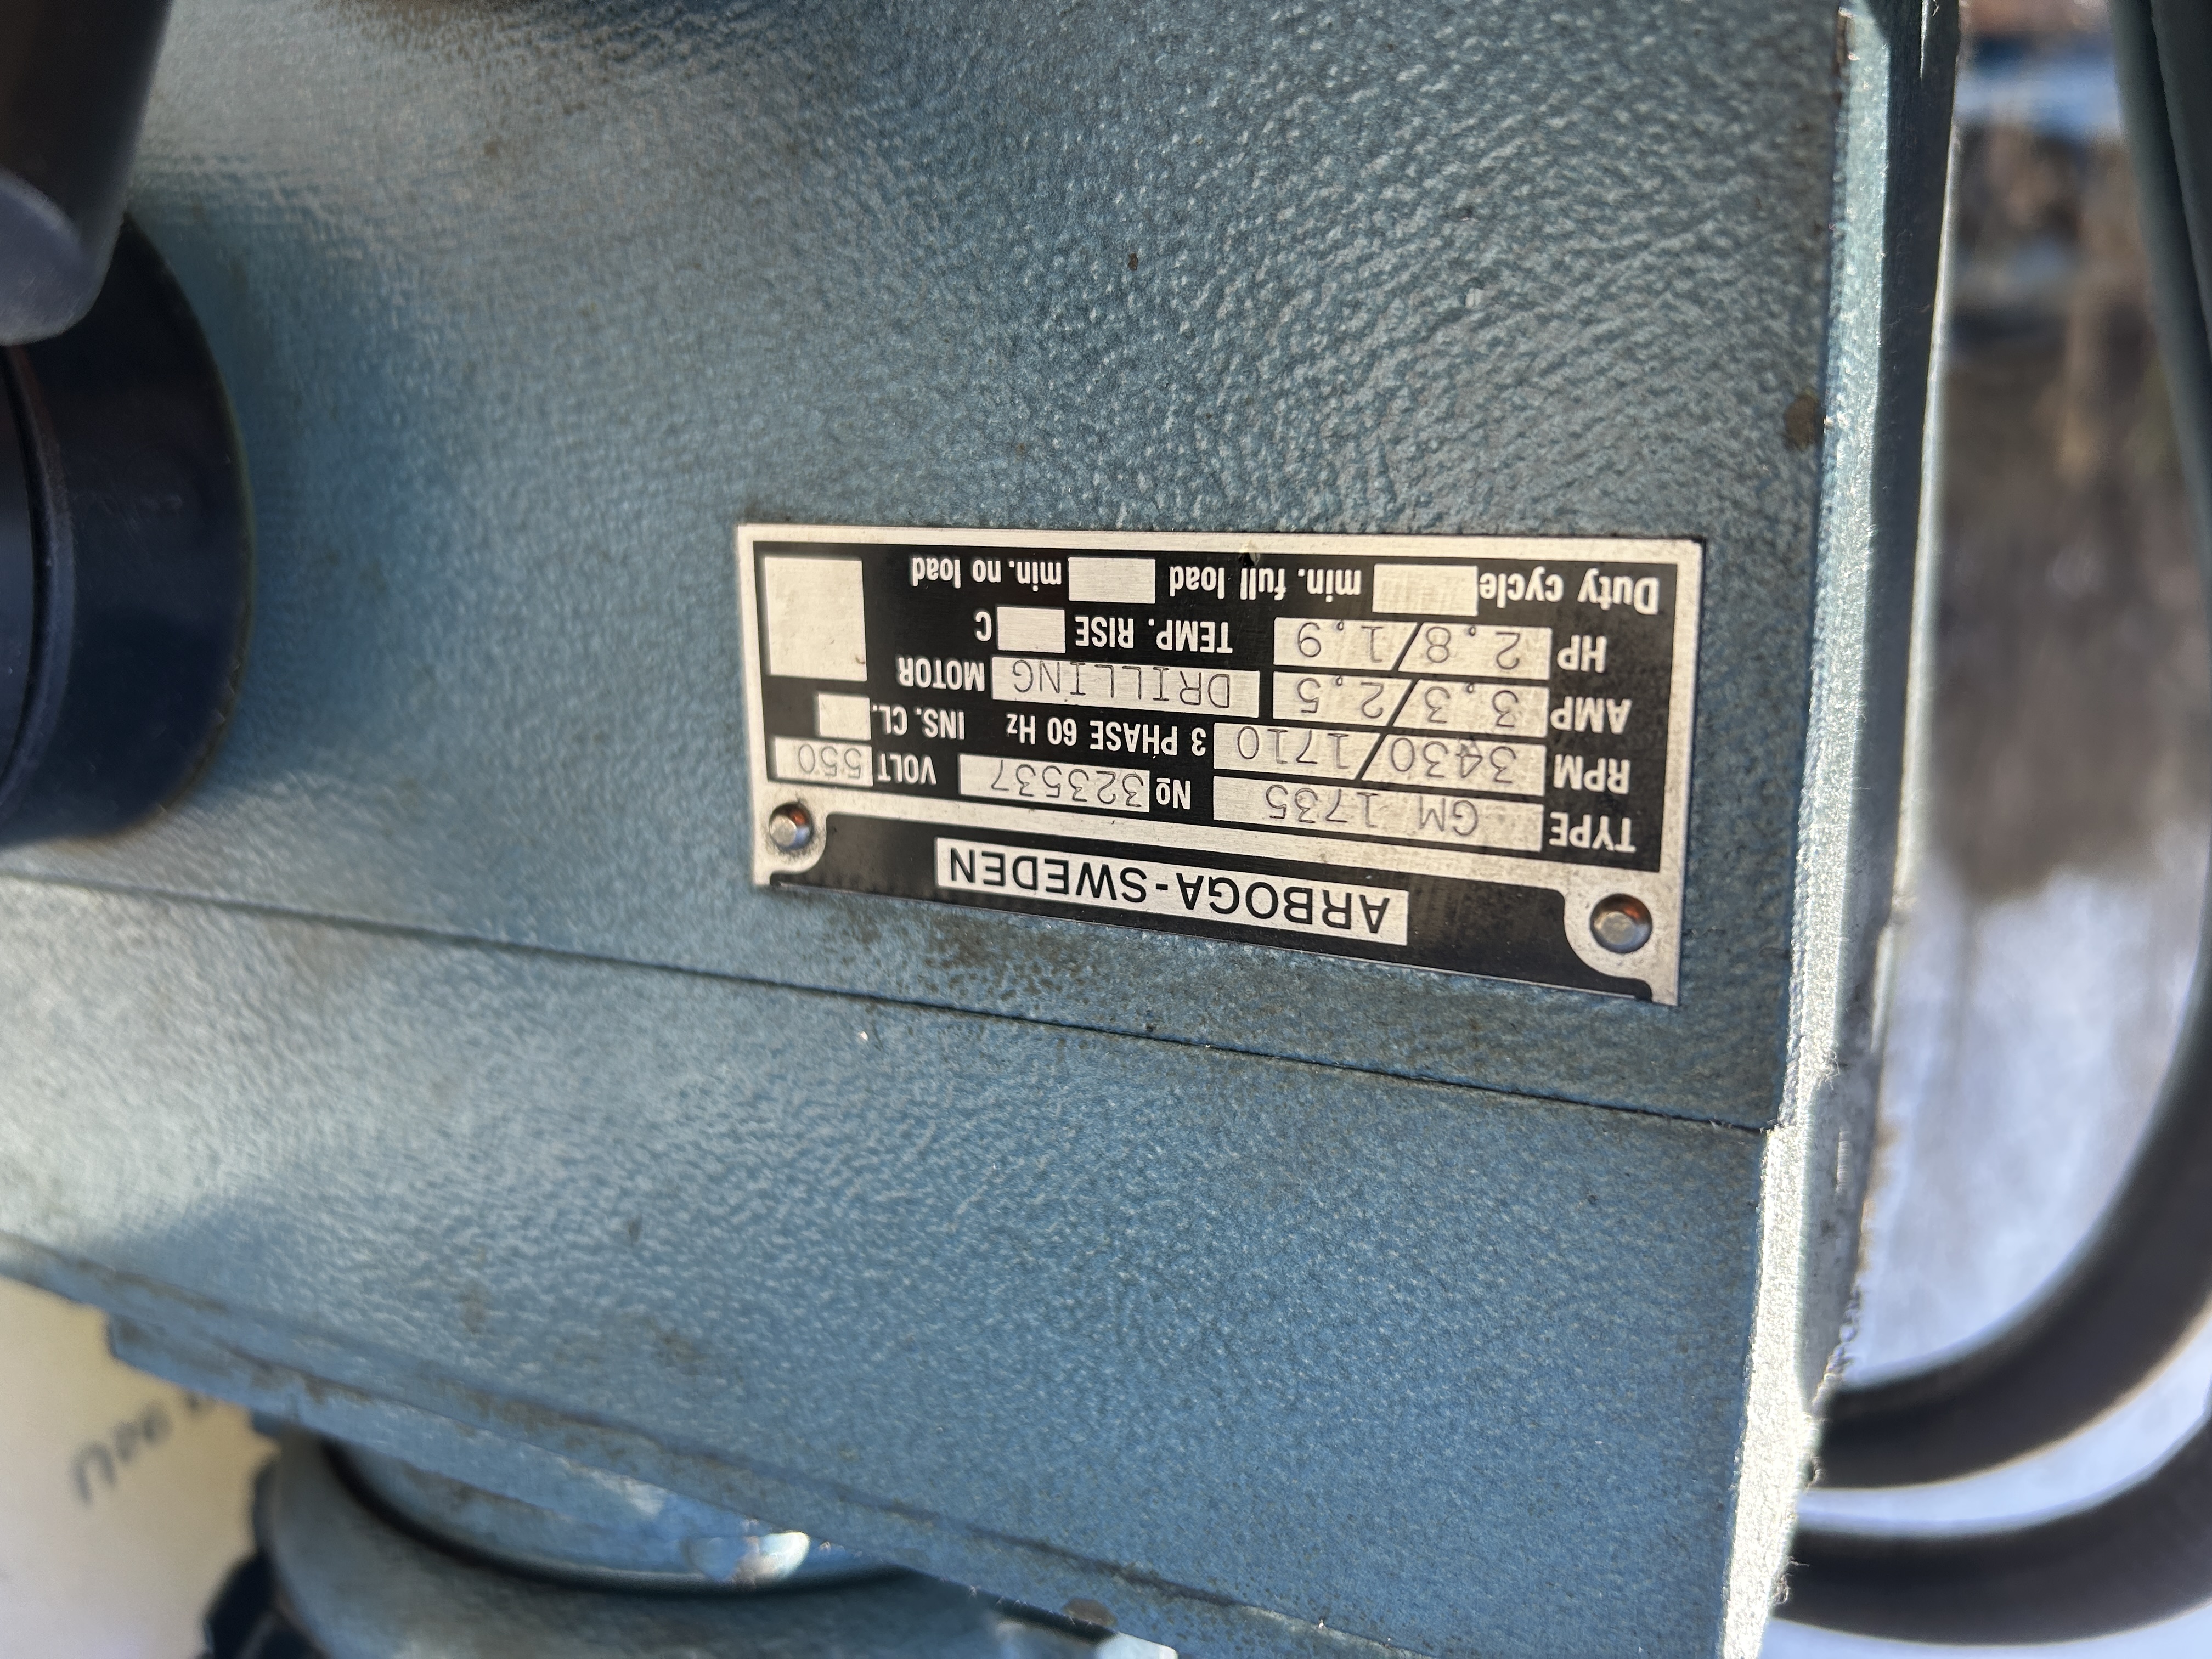 ARBOGA-SWEDEN
TYPE GM 1735 No 323537 VOLT 550
RPM 3430/1710 3 PHASE 60 Hz INS. CL.
AMP 3,3/2,5 DRILLING MOTOR
HP 2,8/1,9 TEMP. RISE C
Duty cycle min. full load min. no load